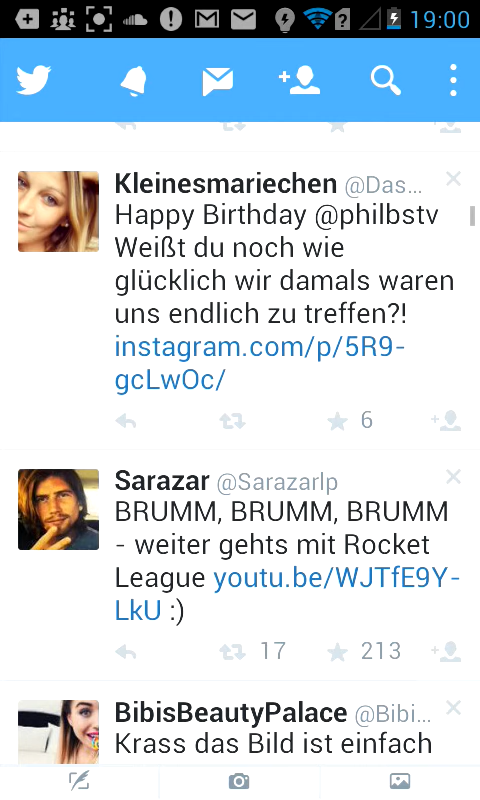 19:00
Kleinesmariechen @Das...
Happy Birthday @philbstv
Weißt du noch wie
glücklich wir damals waren
uns endlich zu treffen?!
instagram.com/p/5R9-
gcLwOc/
6
Sarazar @Sarazarlp
BRUMM, BRUMM, BRUMM
- weiter gehts mit Rocket
League youtu.be/WJTfE9Y-
LkU :)
17 213
BibisBeautyPalace @Bibi...
Krass das Bild ist einfach